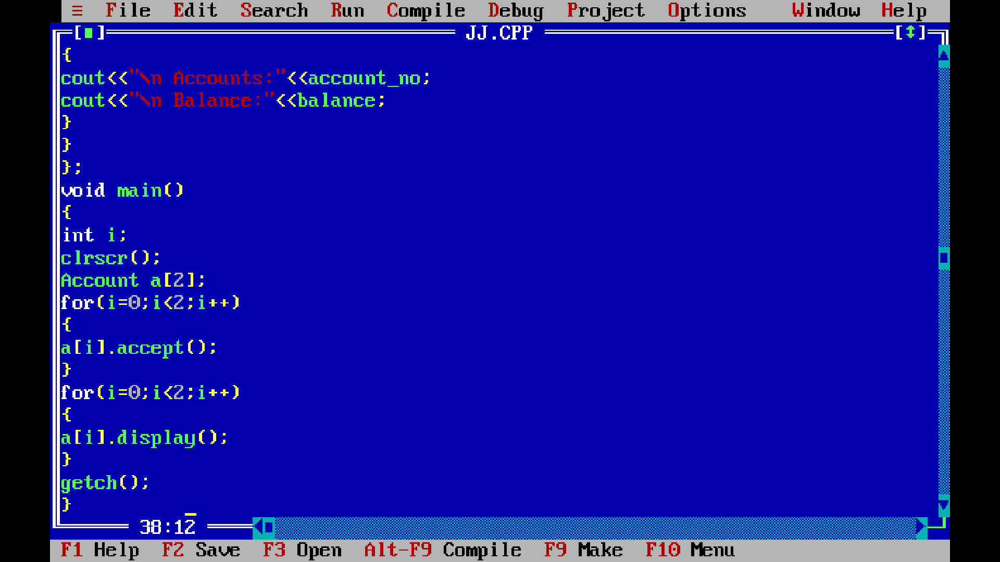 ≡ File Edit Search Run Compile Debug Project Options Window Help
[■] JJ.CPP [↕]
{
cout<<"\n Accounts:"<<account_no;
cout<<"\n Balance:"<<balance;
}
}
};
void main()
{
int i;
clrscr();
Account a[2];
for(i=0;i<2;i++)
{
a[i].accept();
}
for(i=0;i<2;i++)
{
a[i].display();
}
getch();
}
38:12
F1 Help F2 Save F3 Open Alt-F9 Compile F9 Make F10 Menu